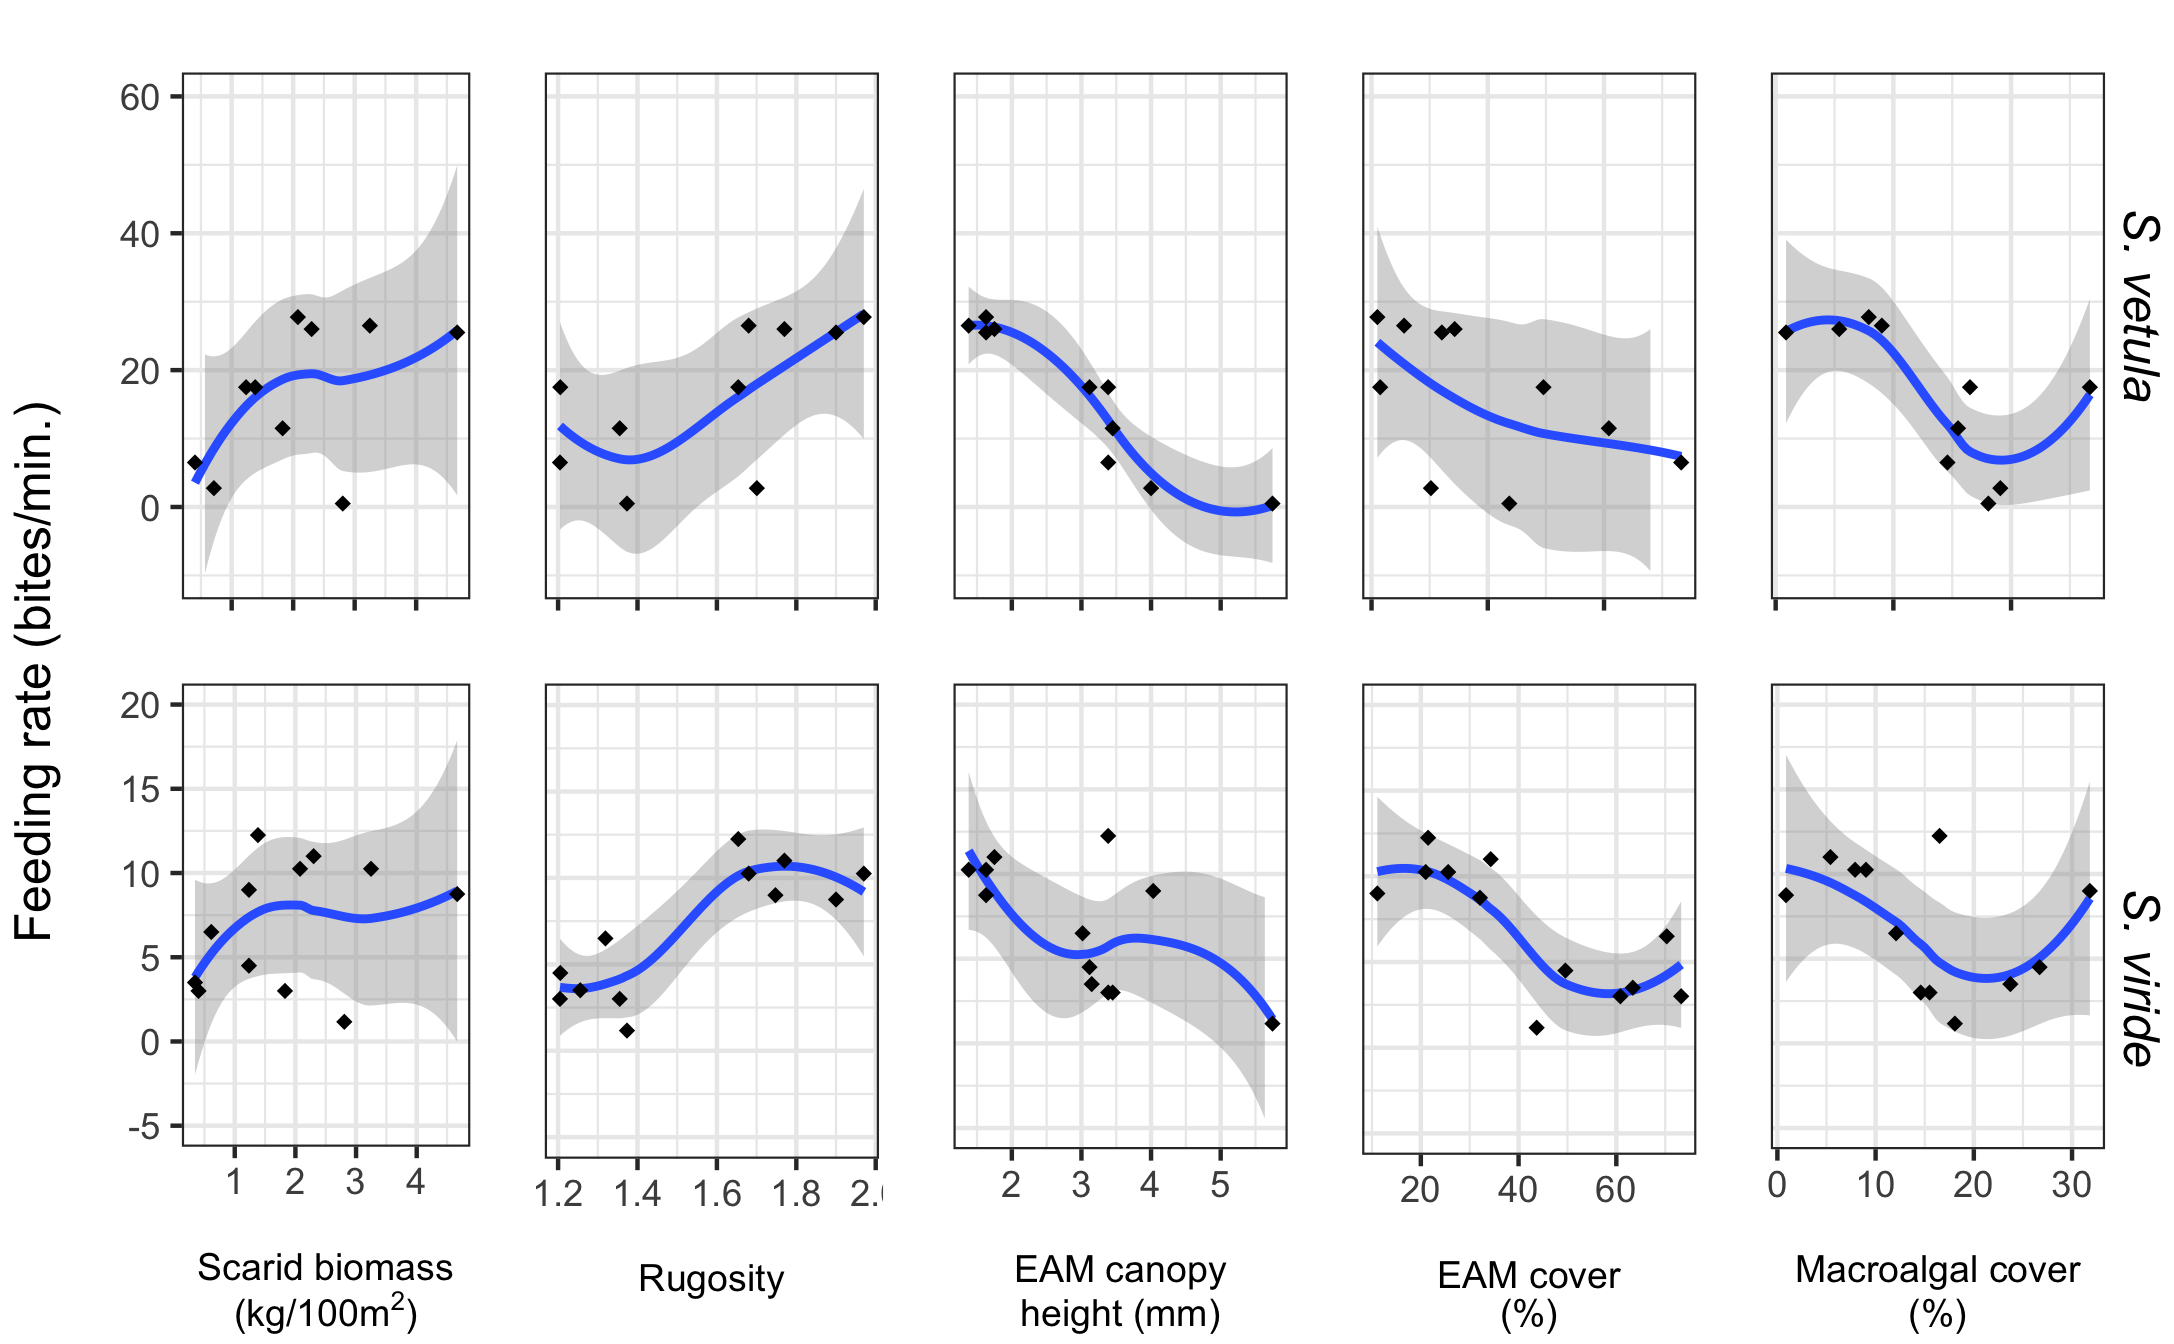 60
40
20
0
S. vetula
Feeding rate (bites/min.)
20
15
10
5
0
-5
S. viride
1 2 3 4
1.2 1.4 1.6 1.8 2.
2 3 4 5
20 40 60
0 10 20 30
Scarid biomass
(kg/100m²)
Rugosity
EAM canopy
height (mm)
EAM cover
(%)
Macroalgal cover
(%)